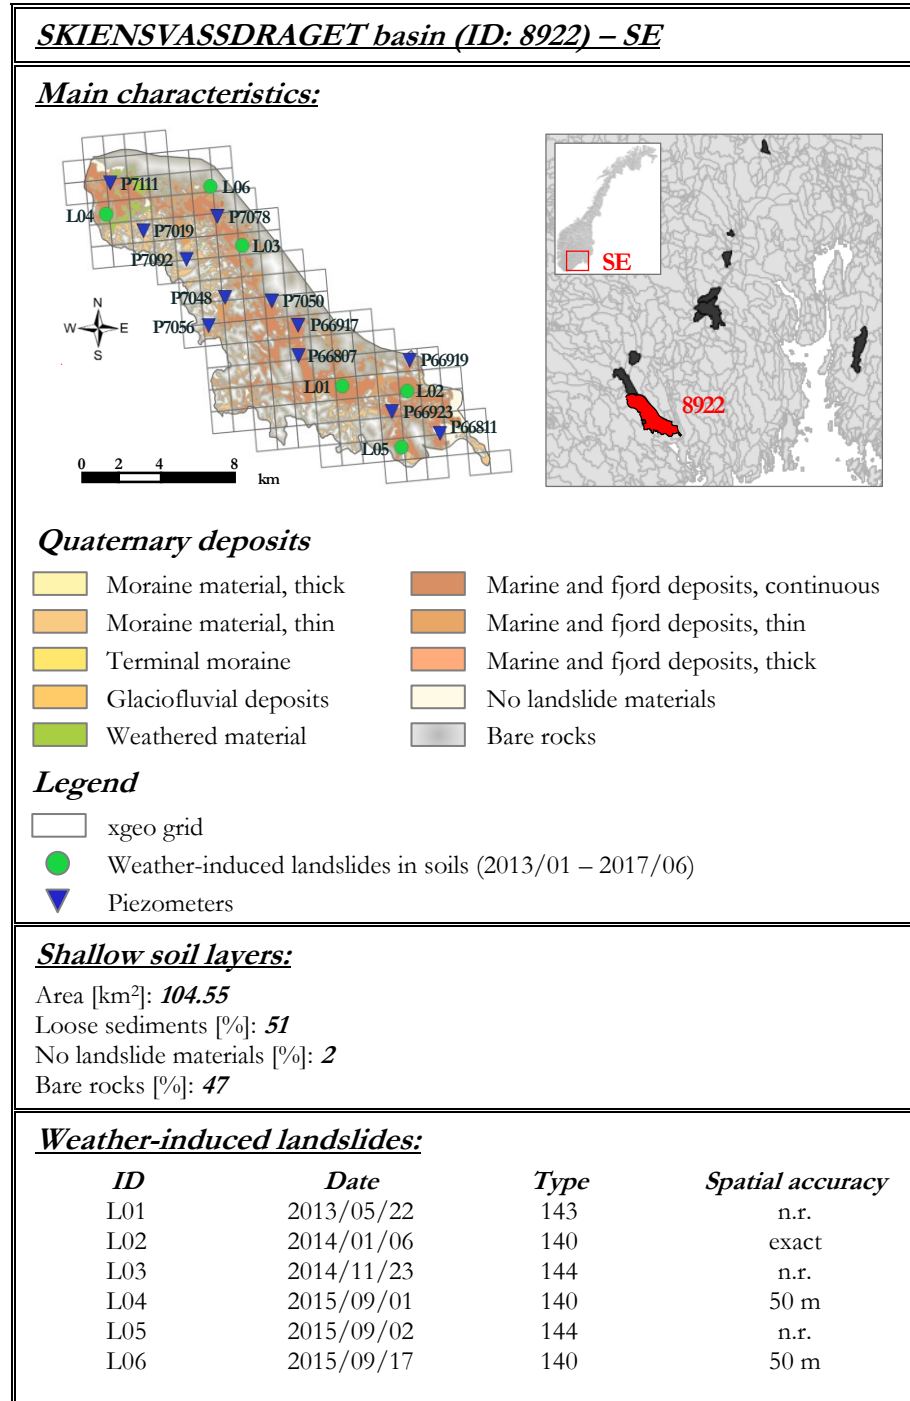 SKIENSVASSDRAGET basin (ID: 8922) – SE
Main characteristics:
P7111
L06
L04
P7078
P7019
L03
P7092
P7048
P7050
P7056
P66917
P66807
P66919
L01
L02
P66923
P66811
L05
N
W
E
S
0 2 4 8
km
SE
8922
Quaternary deposits
Moraine material, thick
Moraine material, thin
Terminal moraine
Glaciofluvial deposits
Weathered material
Marine and fjord deposits, continuous
Marine and fjord deposits, thin
Marine and fjord deposits, thick
No landslide materials
Bare rocks
Legend
xgeo grid
Weather-induced landslides in soils (2013/01 – 2017/06)
Piezometers
Shallow soil layers:
Area [km²]: 104.55
Loose sediments [%]: 51
No landslide materials [%]: 2
Bare rocks [%]: 47
Weather-induced landslides:
ID Date Type Spatial accuracy
L01 2013/05/22 143 n.r.
L02 2014/01/06 140 exact
L03 2014/11/23 144 n.r.
L04 2015/09/01 140 50 m
L05 2015/09/02 144 n.r.
L06 2015/09/17 140 50 m